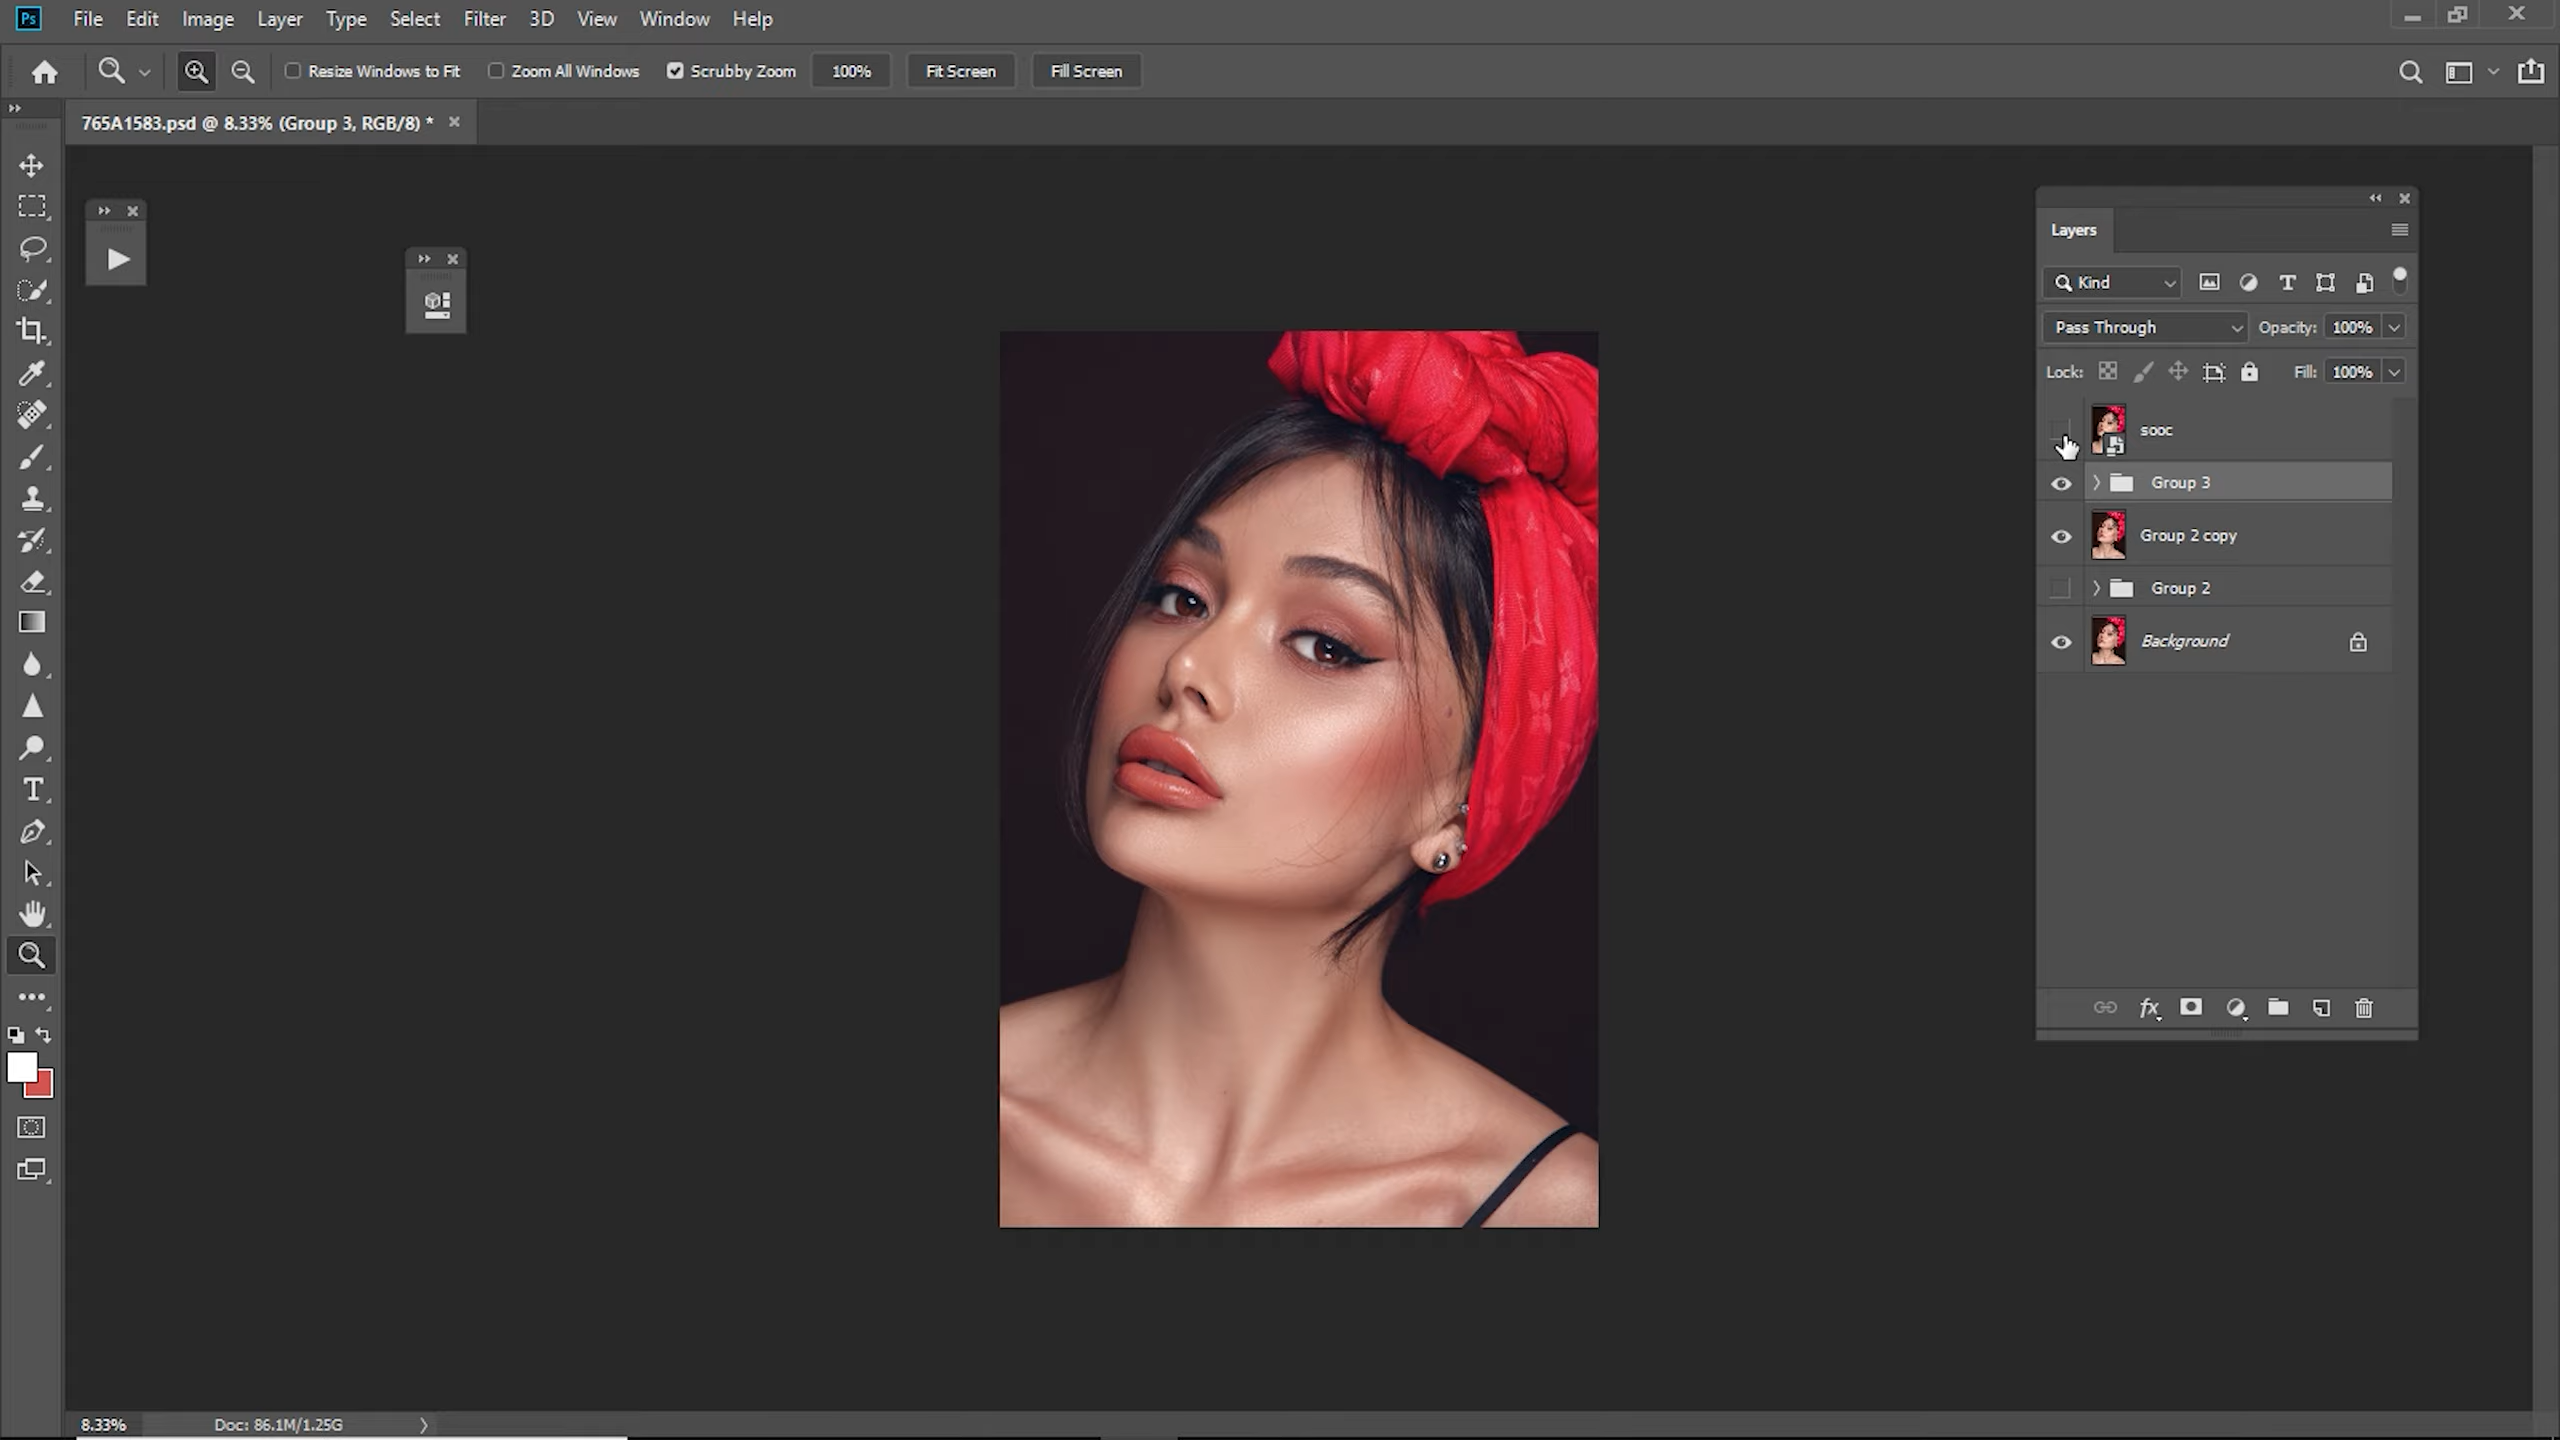 Ps File Edit Image Layer Type Select Filter 3D View Window Help
Resize Windows to Fit Zoom All Windows Scrubby Zoom 100% Fit Screen Fill Screen
765A1583.psd @ 8.33% (Group 3, RGB/8) *
Layers
Kind
Pass Through Opacity: 100%
Lock: Fill: 100%
sooc
Group 3
Group 2 copy
Group 2
Background
fx
8.33% Doc: 86.1M/1.25G